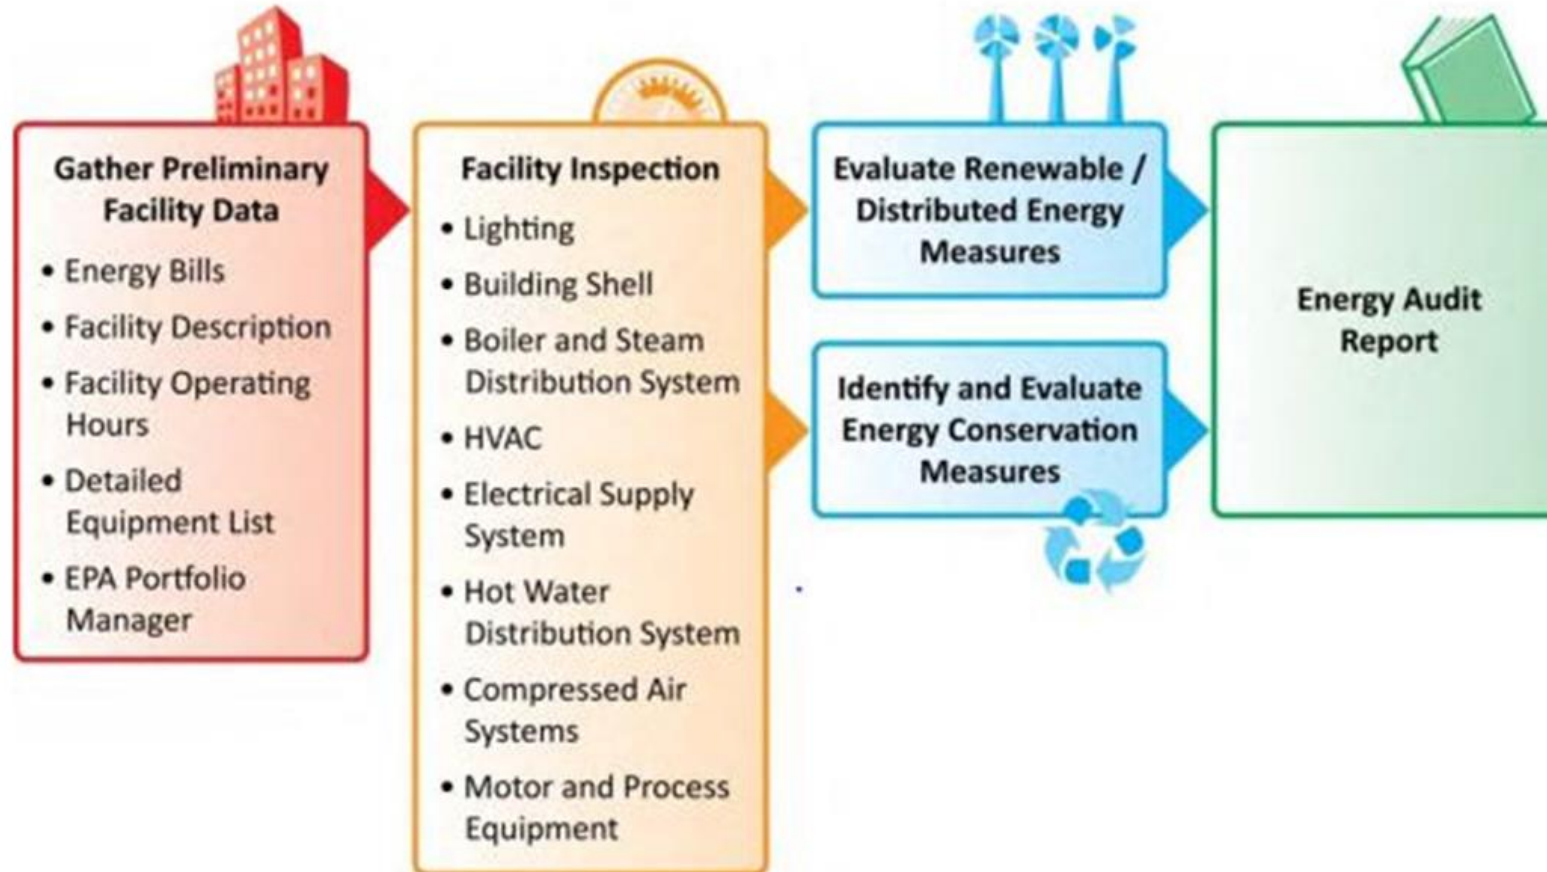 Gather Preliminary
Facility Data
• Energy Bills
• Facility Description
• Facility Operating
Hours
• Detailed
Equipment List
• EPA Portfolio
Manager
Facility Inspection
• Lighting
• Building Shell
• Boiler and Steam
Distribution System
• HVAC
• Electrical Supply
System
• Hot Water
Distribution System
• Compressed Air
Systems
• Motor and Process
Equipment
Evaluate Renewable /
Distributed Energy
Measures
Identify and Evaluate
Energy Conservation
Measures
Energy Audit
Report